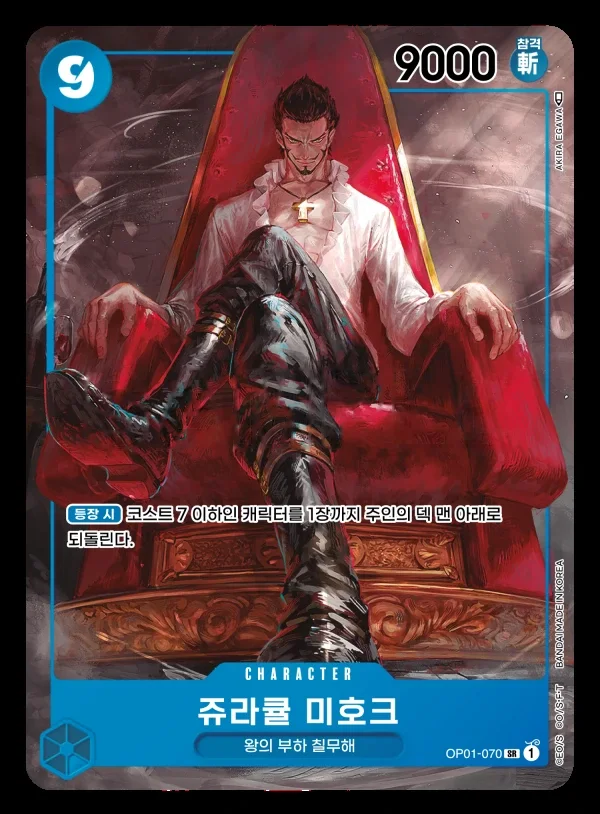 9
9000
참격
斬
AKIRA EGAWA
등장 시 코스트 7 이하인 캐릭터를 1장까지 주인의 덱 맨 아래로
되돌린다.
CHARACTER
쥬라클 미호크
왕의 부하 칠무해
OP01-070 SR 1
©E.O/S. ©O/S·F·T BANDAI MADE IN KOREA